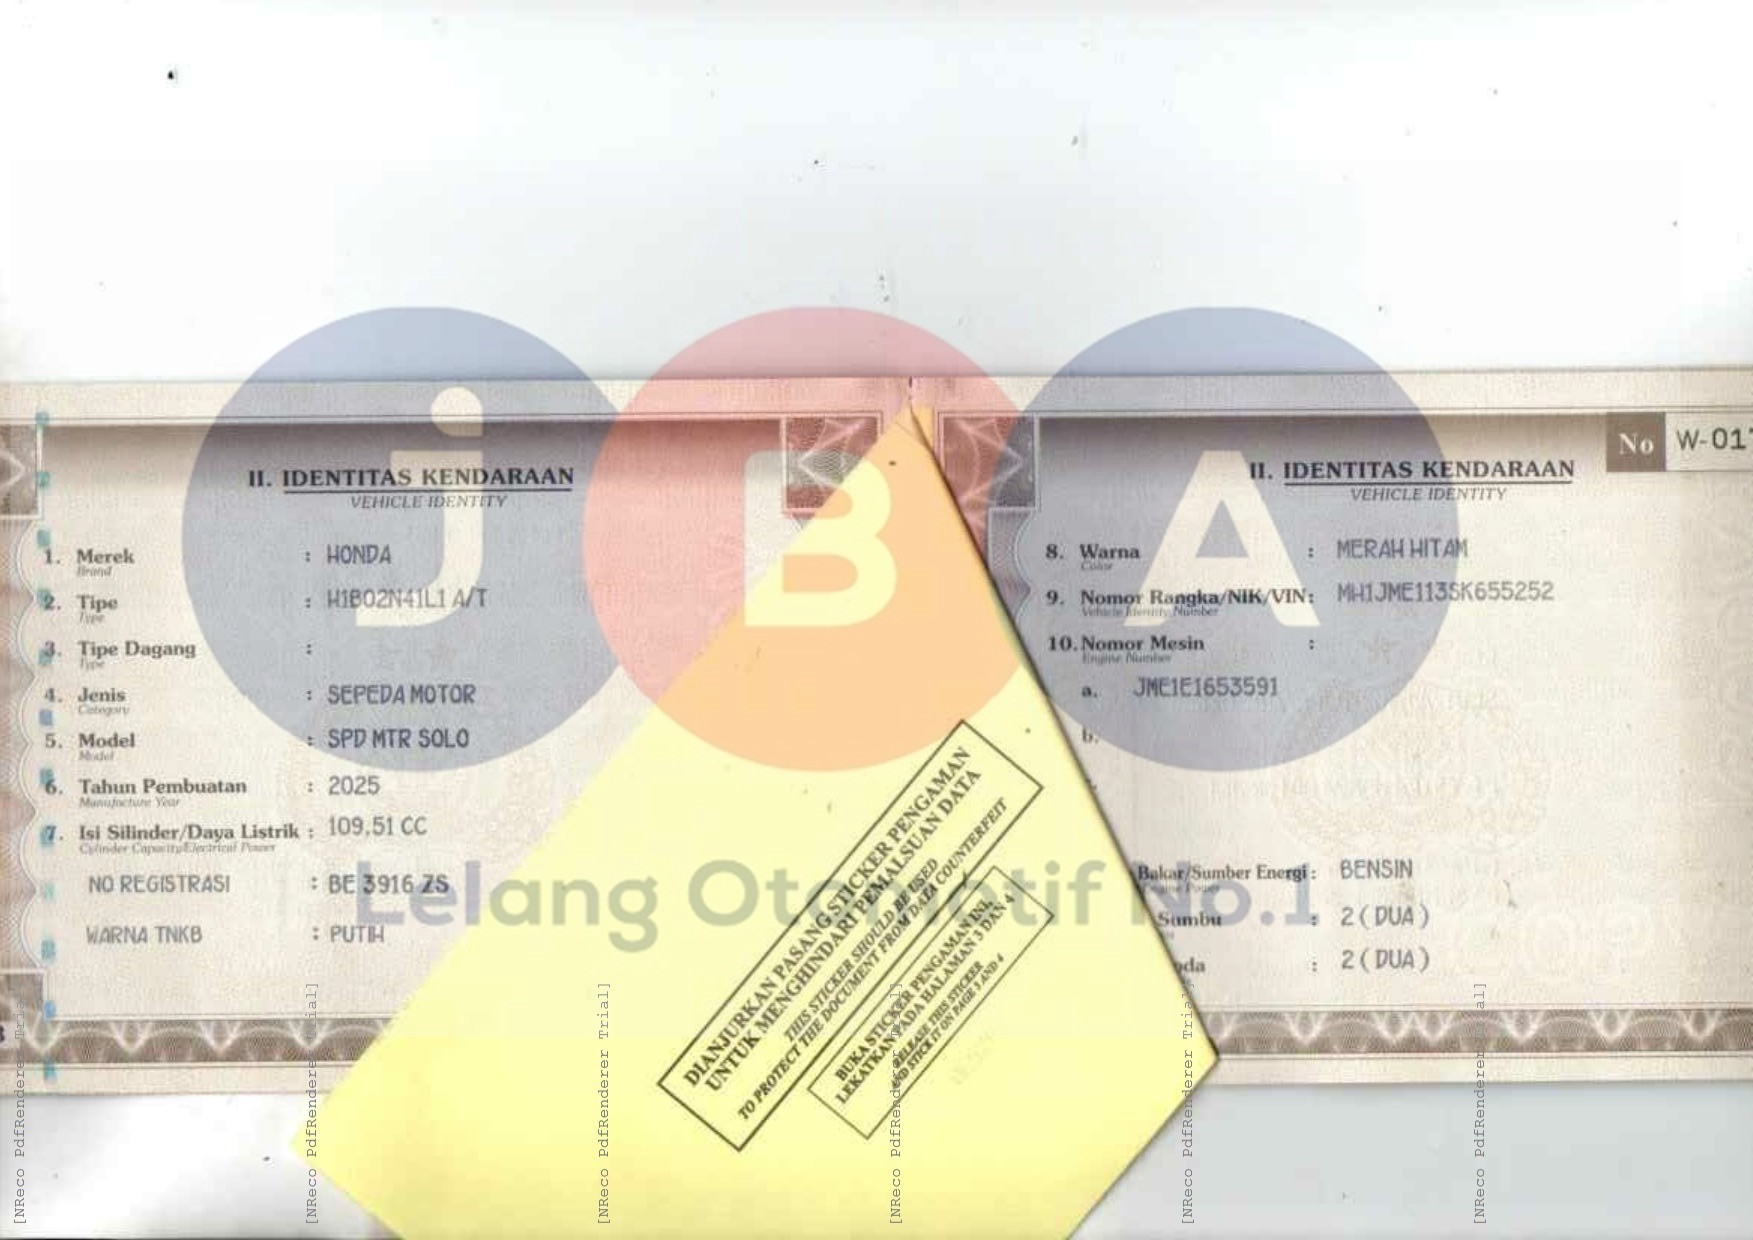 II. IDENTITAS KENDARAAN
VEHICLE IDENTITY
1. Merek : HONDA
Brand
2. Tipe : H1B02N41L1 A/T
Type
3. Tipe Dagang :
Type
4. Jenis : SEPEDA MOTOR
Category
5. Model : SPD MTR SOLO
Model
6. Tahun Pembuatan : 2025
Manufacture Year
7. Isi Silinder/Daya Listrik : 109,51 CC
Cylinder Capacity/Electrical Power
NO REGISTRASI : BE 3916 ZS
WARNA TNKB : PUTIH
DIANJURKAN PASANG STICKER PENGAMAN
UNTUK MENGHINDARI PEMALSUAN DATA
THIS STICKER SHOULD BE USED
TO PROTECT THE DOCUMENT FROM DATA COUNTERFEIT
BUKA STICKER PENGAMAN INI,
LEKATKAN PADA HALAMAN 3 DAN 4
RELEASE THIS STICKER
AND STICK IT ON PAGE 3 AND 4
No W-01
II. IDENTITAS KENDARAAN
VEHICLE IDENTITY
8. Warna : MERAH HITAM
Color
9. Nomor Rangka/NIK/VIN : MH1JME113SK655252
Vehicle Identity Number
10. Nomor Mesin :
Engine Number
a. JME1E1653591
b.
Bakar/Sumber Energi : BENSIN
Sumbu : 2 ( DUA )
oda : 2 ( DUA )
jBA
Lelang Otomotif No.1
[NReco PdfRenderer Trial]
[NReco PdfRenderer Trial]
[NReco PdfRenderer Trial]
[NReco PdfRenderer Trial]
[NReco PdfRenderer Trial]
[NReco PdfRenderer Trial]